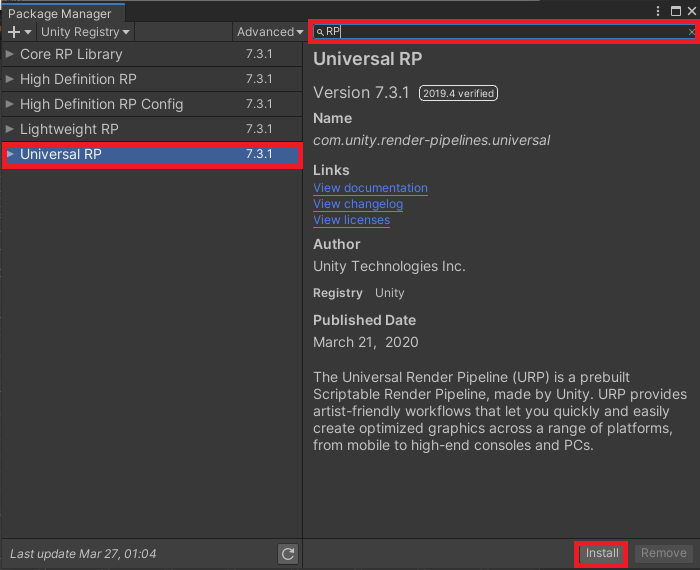 Package Manager
Unity Registry
Advanced
RP
Core RP Library 7.3.1
High Definition RP 7.3.1
High Definition RP Config 7.3.1
Lightweight RP 7.3.1
Universal RP 7.3.1
Universal RP
Version 7.3.1 2019.4 verified
Name
com.unity.render-pipelines.universal
Links
View documentation
View changelog
View licenses
Author
Unity Technologies Inc.
Registry Unity
Published Date
March 21, 2020
The Universal Render Pipeline (URP) is a prebuilt
Scriptable Render Pipeline, made by Unity. URP provides
artist-friendly workflows that let you quickly and easily
create optimized graphics across a range of platforms,
from mobile to high-end consoles and PCs.
Last update Mar 27, 01:04
Install
Remove